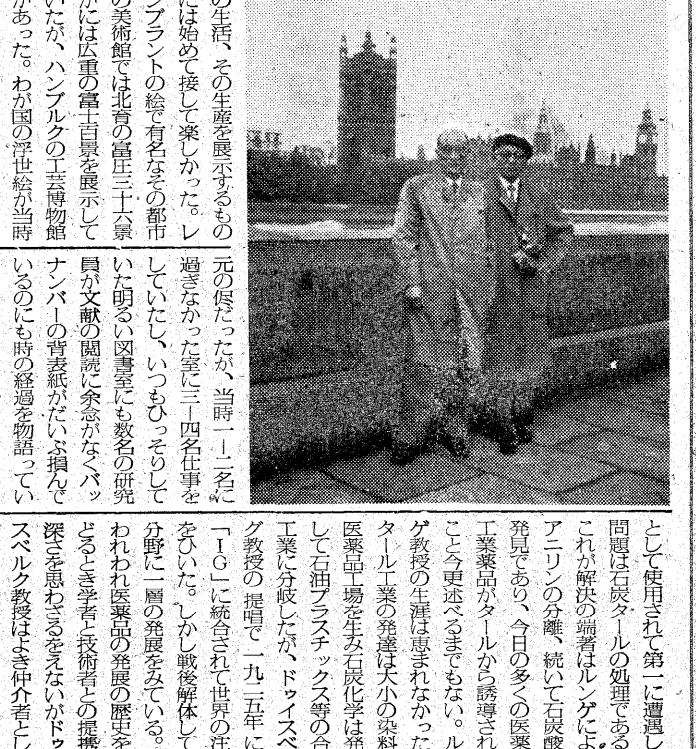 の生活、その生産を展示するもの
には始めて接して楽しかった。レ
ンブラントの絵で有名なその都市
の美術館では北斎の富圧三十六景
かには広重の富士百景を展示して
いたが、ハンブルクの工芸博物館
があった。わが国の浮世絵が当時
元の侭だったが、当時一―二名に
過ぎなかった室に三―四名仕事を
していたし、いつもひっそりして
いた明るい図書室にも数名の研究
員が文献の閲読に余念がなくバッ
ナンバーの背表紙がだいぶ損んで
いるのにも時の経過を物語ってい
として使用されて第一に遭遇し
問題は石炭タールの処理である
これが解決の端者はルンゲによ
アニリンの分離、続いて石炭酸
発見であり、今日の多くの医薬
工業薬品がタールから誘導され
こと今更述べるまでもない。ル
ゲ教授の生涯は恵まれなかった
タール工業の発達は大小の染料
医薬品工場を生み石炭化学は発
して石油プラスチックス等の合
工業に分岐したが、ドゥイスベ
グ教授の提唱で一九二五年に
「IG」に統合されて世界の注
をひいた。しかし戦後解体して
分野に一層の発展をみている。
われわれ医薬品の発展の歴史を
どるとき学者と技術者との提携
深さを思わざるをえないがドゥ
スベルク教授はよき仲介者とし